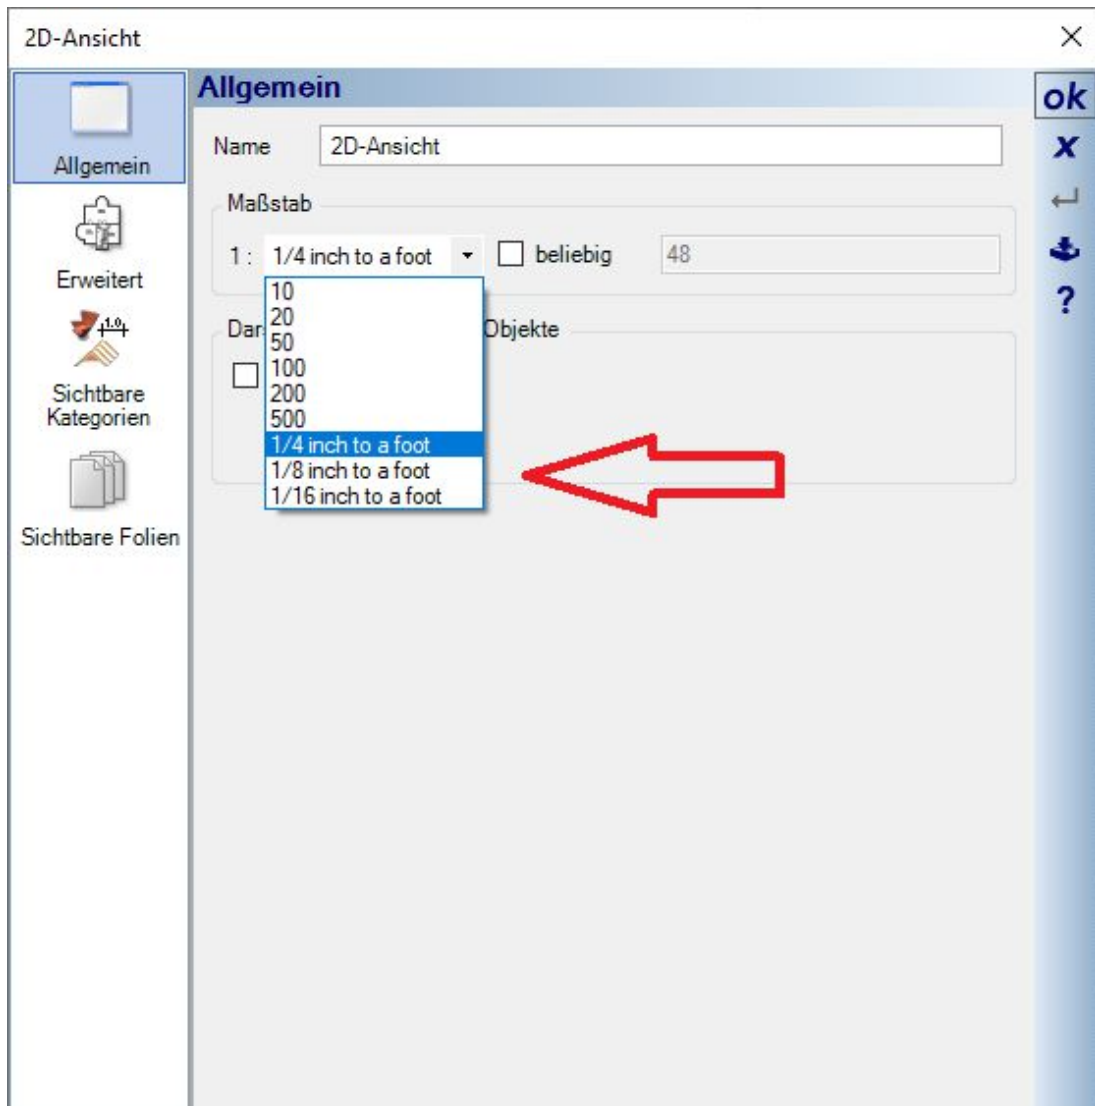 2D-Ansicht
Allgemein
Allgemein
Erweitert
Sichtbare
Kategorien
Sichtbare Folien
Name 2D-Ansicht
Maßstab
1 : 1/4 inch to a foot beliebig 48
10
20
50
100
200
500
1/4 inch to a foot
1/8 inch to a foot
1/16 inch to a foot
Objekte
ok
x
?